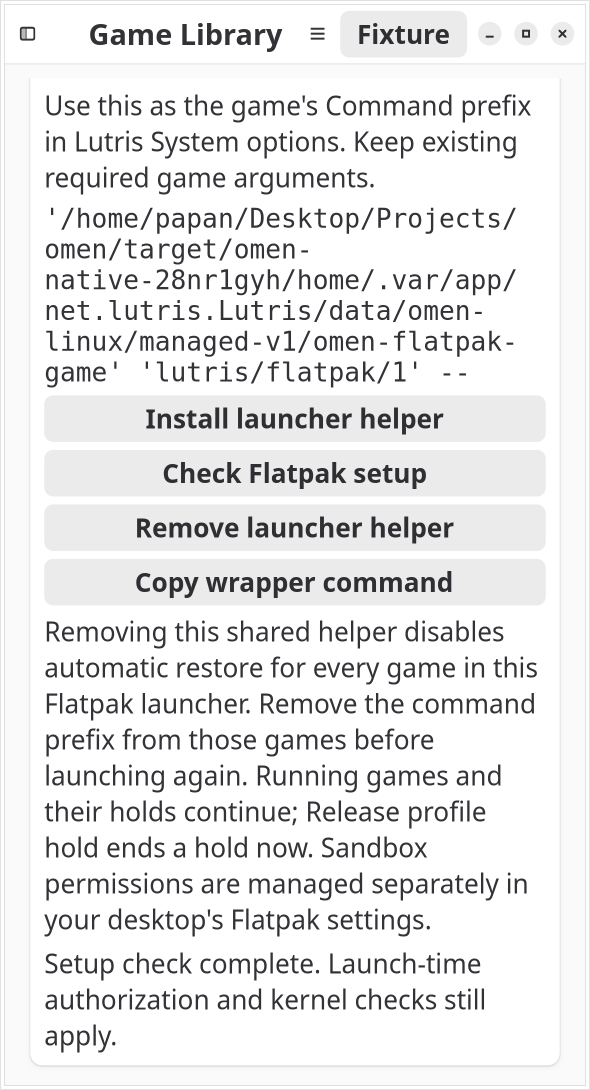 Game Library
Fixture
Use this as the game's Command prefix
in Lutris System options. Keep existing
required game arguments.
'/home/papan/Desktop/Projects/
omen/target/omen-
native-28nr1gyh/home/.var/app/
net.lutris.Lutris/data/omen-
linux/managed-v1/omen-flatpak-
game' 'lutris/flatpak/1' --
Install launcher helper
Check Flatpak setup
Remove launcher helper
Copy wrapper command
Removing this shared helper disables
automatic restore for every game in this
Flatpak launcher. Remove the command
prefix from those games before
launching again. Running games and
their holds continue; Release profile
hold ends a hold now. Sandbox
permissions are managed separately in
your desktop's Flatpak settings.
Setup check complete. Launch-time
authorization and kernel checks still
apply.